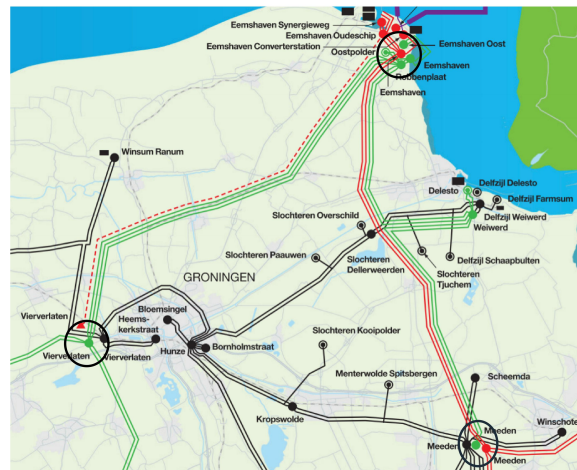 Eemshaven Synergieweg
Eemshaven Oudeschip
Eemshaven Converterstation
Eemshaven Oost
Oostpolder
Eemshaven
Robbenplaat
Eemshaven
Winsum Ranum
Delfzijl Delesto
Delesto
Delfzijl Farmsum
Slochteren Overschild
Delfzijl Weiwerd
Weiwerd
Slochteren Paauwen
Slochteren
Dellerweerden
Delfzijl Schaapbulten
Slochteren
Tjuchem
GRONINGEN
Vierverlaten
Bloemsingel
Heems-
kerkstraat
Slochteren Kooipolder
Vierverlaten
Vierverlaten
Hunze
Bornholmstraat
Menterwolde Spitsbergen
Scheemda
Kropswolde
Meeden
Winschote
Meeden
Meeden